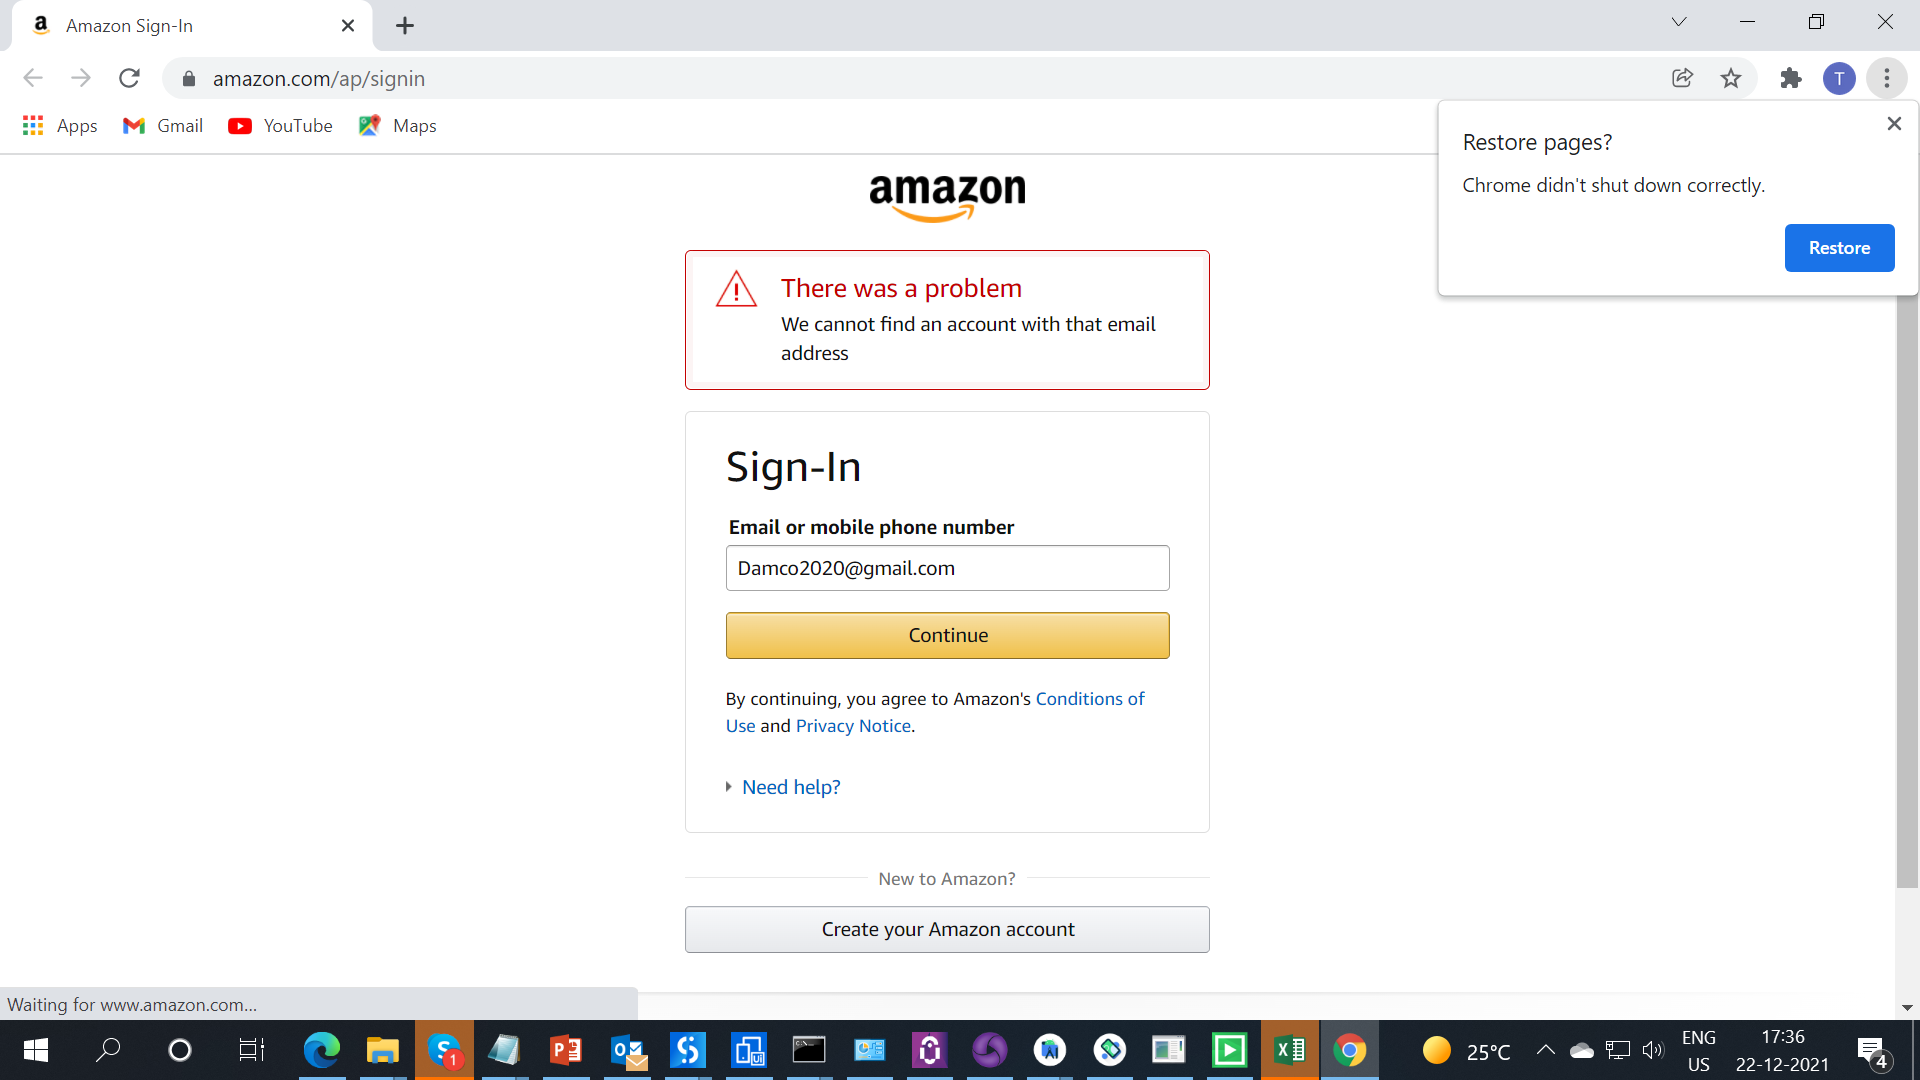 Amazon Sign-In
amazon.com/ap/signin
T
Apps
Gmail
YouTube
Maps
Restore pages?
Chrome didn't shut down correctly.
Restore
amazon
There was a problem
We cannot find an account with that email
address
Sign-In
Email or mobile phone number
Damco2020@gmail.com
Continue
By continuing, you agree to Amazon's Conditions of
Use and Privacy Notice.
Need help?
New to Amazon?
Create your Amazon account
Waiting for www.amazon.com...
25°C
ENG
US
17:36
22-12-2021
4
1